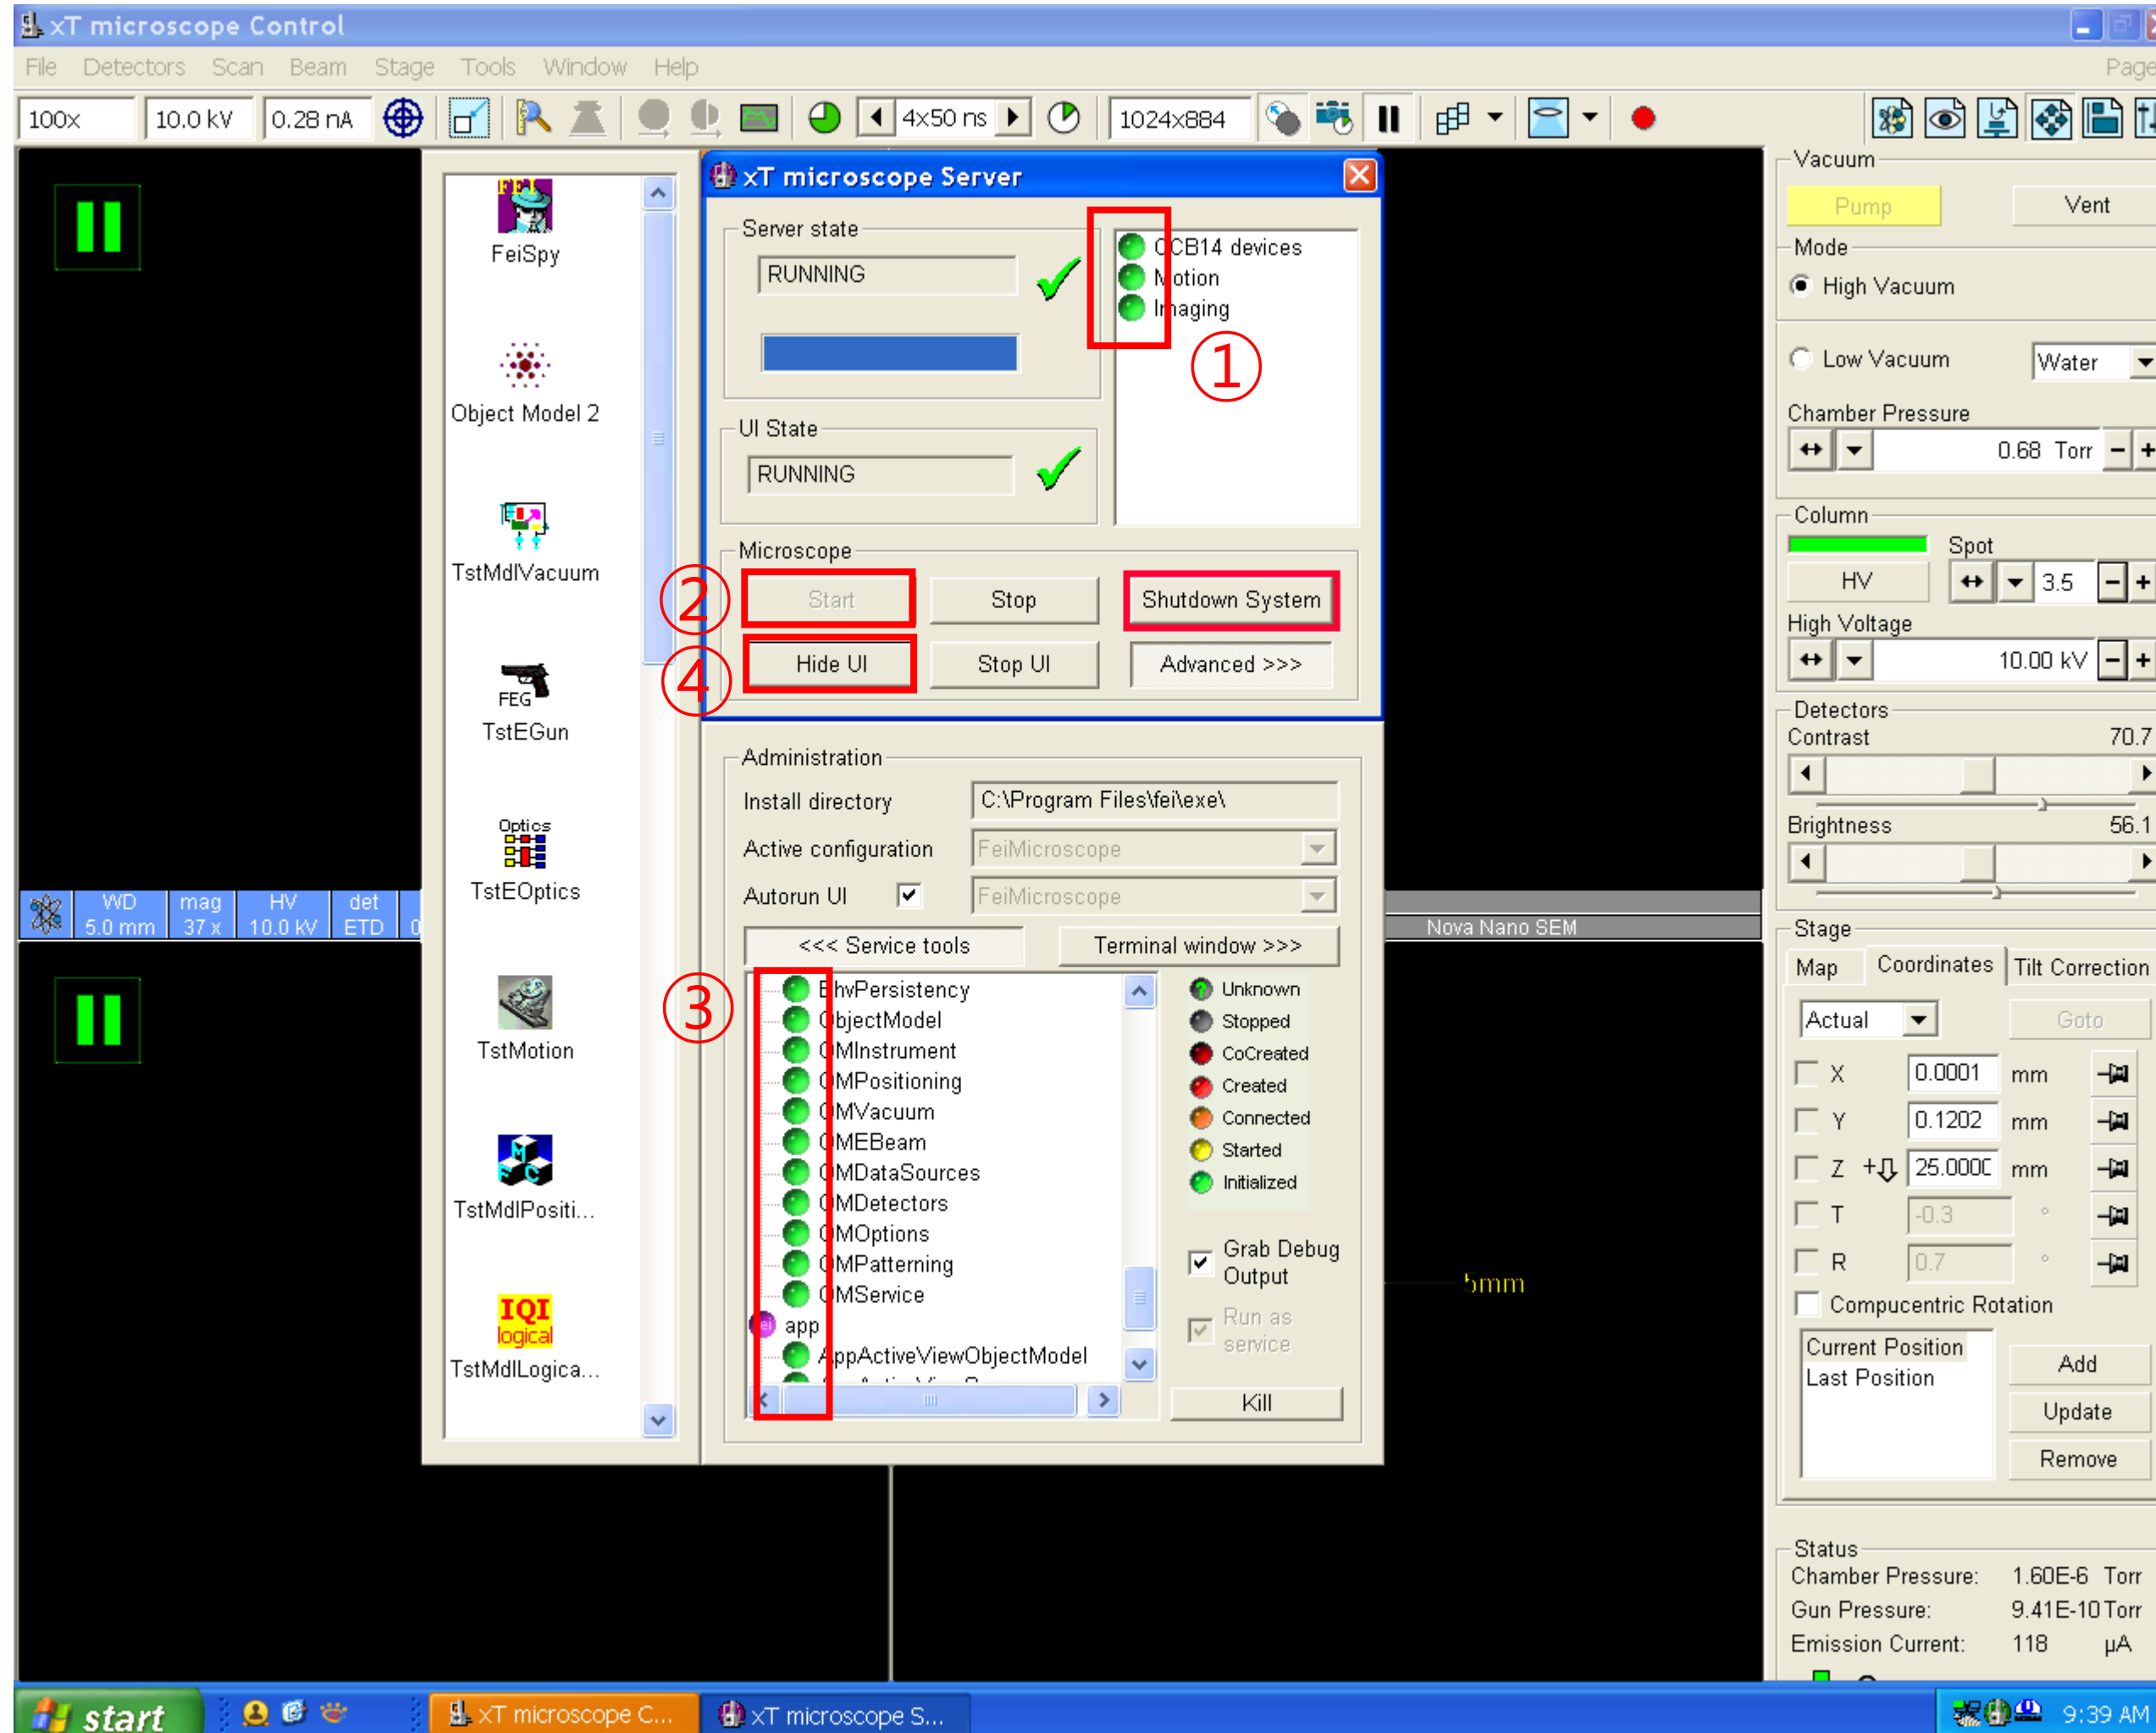 xT microscope Control
File Detectors Scan Beam Stage Tools Window Help Page
100x 10.0 kV 0.28 nA 4x50 ns 1024x884
FeiSpy
Object Model 2
TstMdlVacuum
FEG
TstEGun
Optics
TstEOptics
TstMotion
TstMdlPositi...
IQI
logical
TstMdlLogica...
WD mag HV det
5.0 mm 37 x 10.0 kV ETD 0
xT microscope Server
Server state
RUNNING
CCB14 devices
Motion
Imaging
①
UI State
RUNNING
Microscope
② Start Stop Shutdown System
④ Hide UI Stop UI Advanced >>>
Administration
Install directory C:\Program Files\fei\exe\
Active configuration FeiMicroscope
Autorun UI FeiMicroscope
<<< Service tools Terminal window >>>
③
EhvPersistency
ObjectModel
OMInstrument
OMPositioning
OMVacuum
OMEBeam
OMDataSources
OMDetectors
OMOptions
OMPatterning
OMService
fei app
AppActiveViewObjectModel
Unknown
Stopped
CoCreated
Created
Connected
Started
Initialized
Grab Debug
Output
Run as
service
Kill
Nova Nano SEM
5mm
Vacuum
Pump Vent
Mode
High Vacuum
Low Vacuum Water
Chamber Pressure
0.68 Torr
Column
Spot
HV 3.5
High Voltage
10.00 kV
Detectors
Contrast 70.7
Brightness 56.1
Stage
Map Coordinates Tilt Correction
Actual Goto
X 0.0001 mm
Y 0.1202 mm
Z + 25.000 mm
T -0.3 °
R 0.7 °
Compucentric Rotation
Current Position
Last Position
Add
Update
Remove
Status
Chamber Pressure: 1.60E-6 Torr
Gun Pressure: 9.41E-10 Torr
Emission Current: 118 µA
start xT microscope C... xT microscope S... 9:39 AM